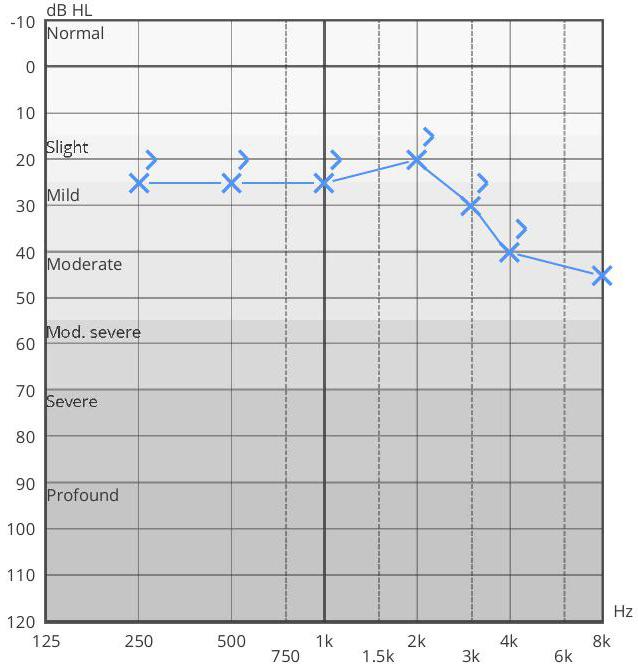 dB HL
-10
Normal
0
10
Slight
20
Mild
30
40
Moderate
50
Mod. severe
60
70
Severe
80
90
Profound
100
110
120
Hz
125 250 500 1k 2k 4k 8k
750 1.5k 3k 6k